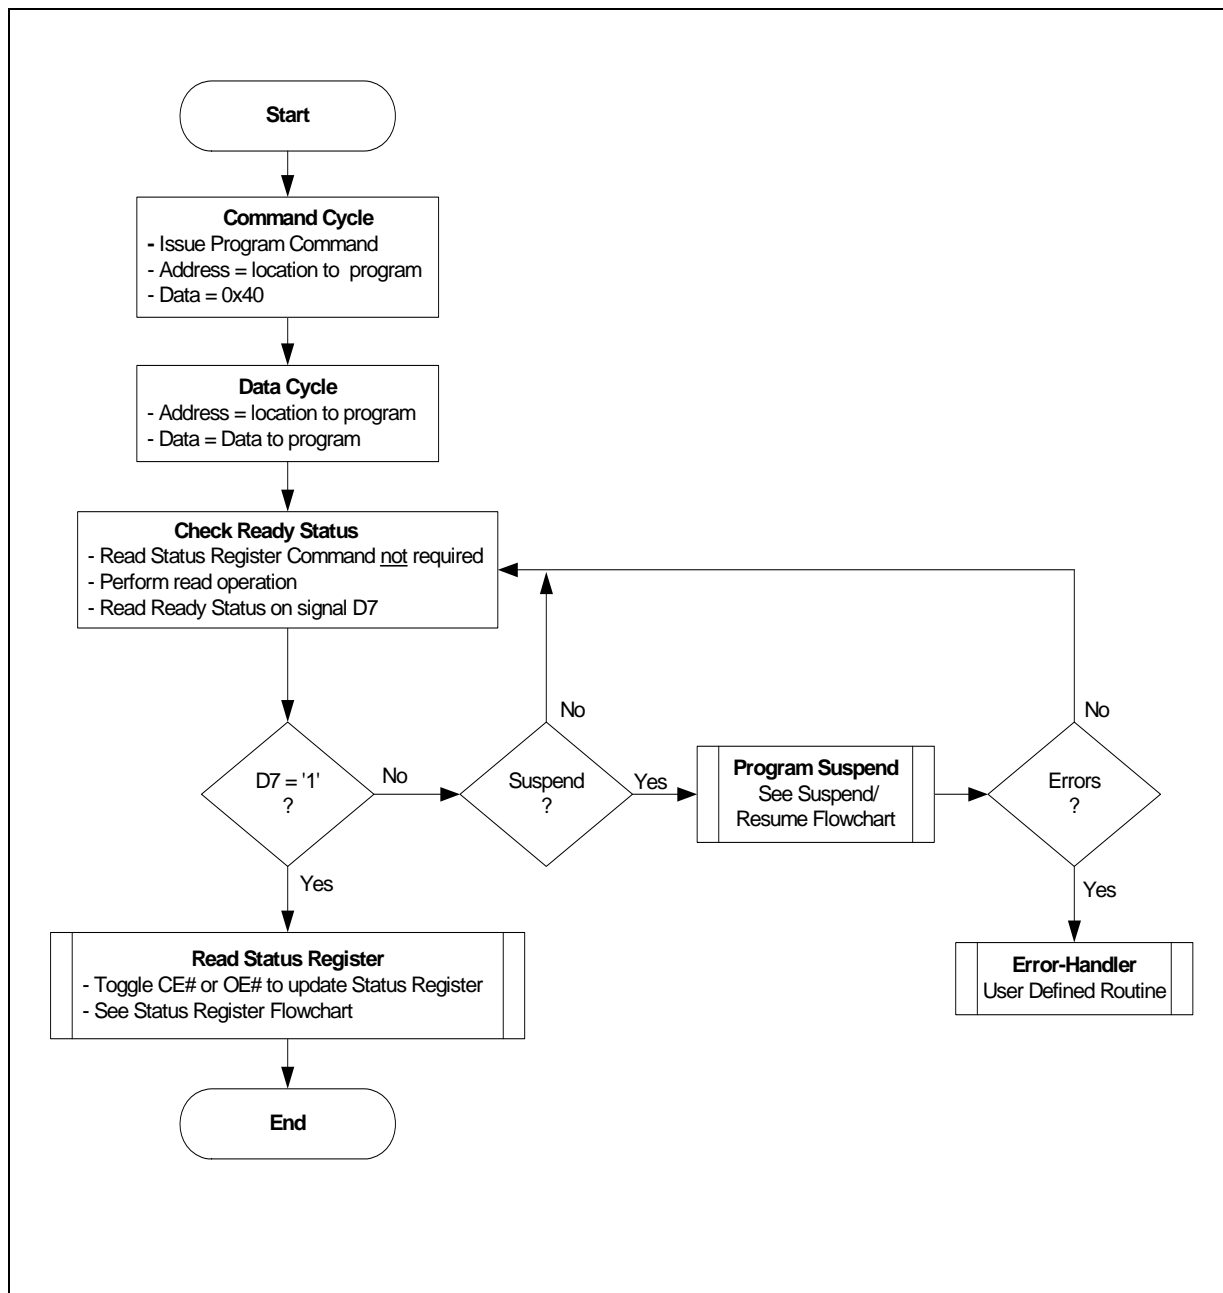 Start
Command Cycle
- Issue Program Command
- Address = location to program
- Data = 0x40
Data Cycle
- Address = location to program
- Data = Data to program
Check Ready Status
- Read Status Register Command not required
- Perform read operation
- Read Ready Status on signal D7
D7 = '1'
?
No
Yes
Suspend
?
No
Yes
Program Suspend
See Suspend/
Resume Flowchart
Errors
?
No
Yes
Error-Handler
User Defined Routine
Read Status Register
- Toggle CE# or OE# to update Status Register
- See Status Register Flowchart
End